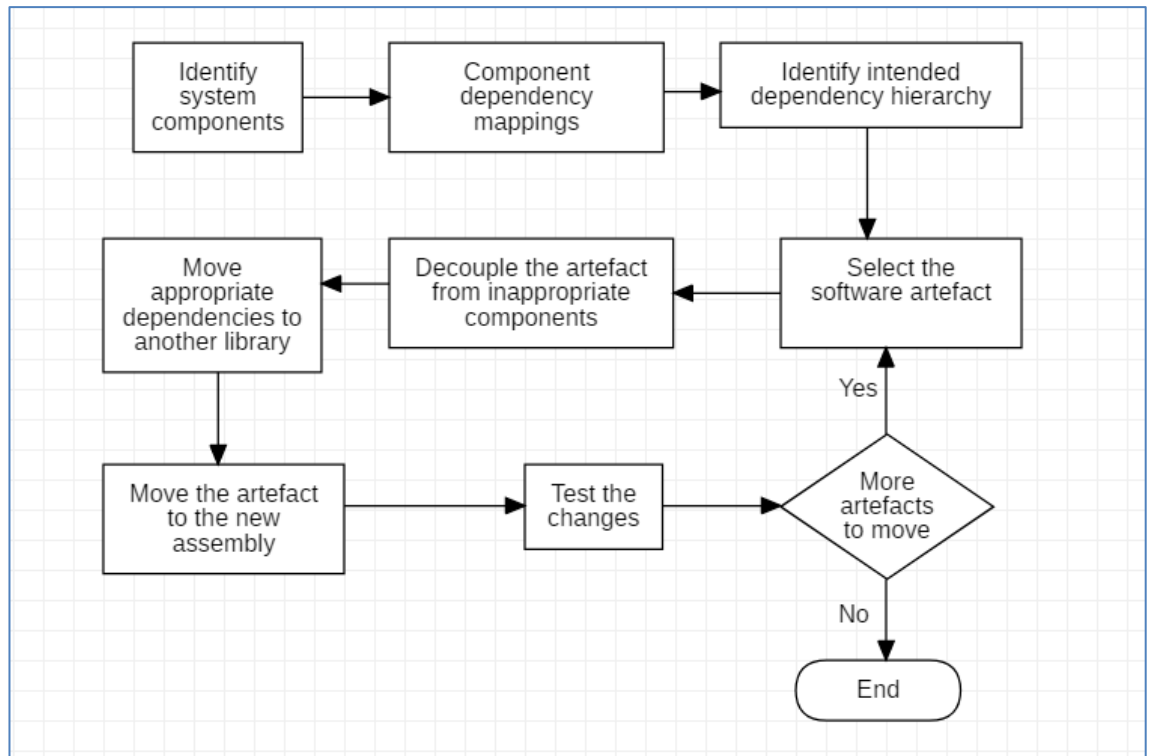 Identify
system
components
Component
dependency
mappings
Identify intended
dependency hierarchy
Select the
software artefact
Decouple the artefact
from inappropriate
components
Move
appropriate
dependencies to
another library
Move the artefact
to the new
assembly
Test the
changes
More
artefacts
to move
Yes
No
End